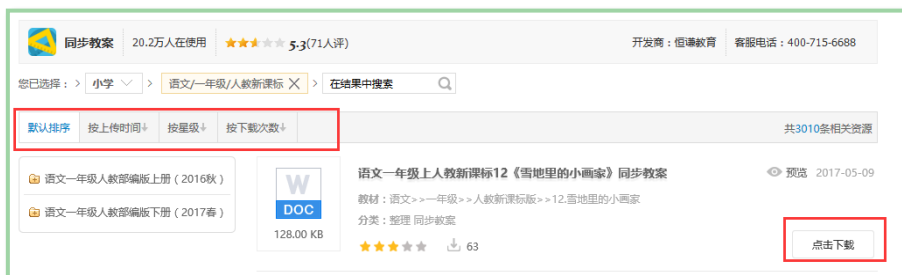 同步教案 20.2万人在使用 5.3(71人评) 开发商：恒谦教育 客服电话：400-715-6688
您已选择： > 小学 > 语文/一年级/人教新课标 > 在结果中搜索
默认排序 按上传时间↓ 按星级↓ 按下载次数↓ 共3010条相关资源
语文一年级人教部编版上册（2016秋）
语文一年级人教部编版下册（2017春）
W
DOC
128.00 KB
语文一年级上人教新课标12《雪地里的小画家》同步教案 预览 2017-05-09
教材：语文>>一年级>>人教新课标版>>12.雪地里的小画家
分类：整理 同步教案
63
点击下载